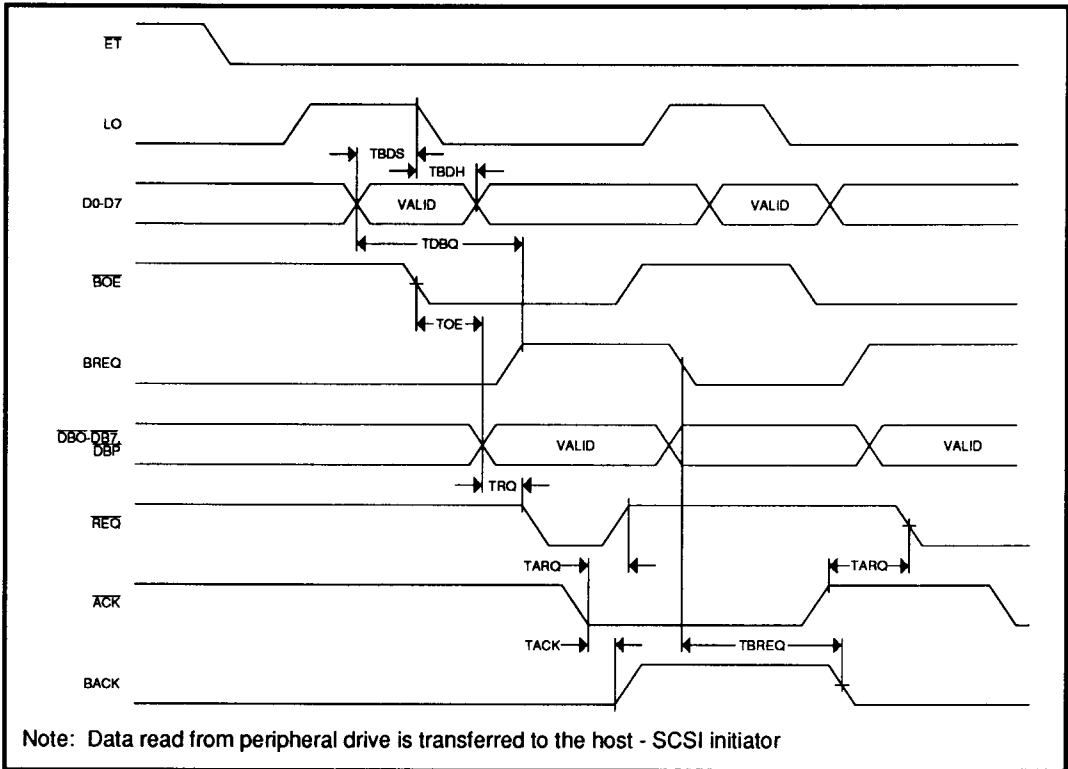 ET
LO
TBDS
TBDH
D0-D7
VALID
VALID
TDBQ
BOE
TOE
BREQ
DBO-DB7,
DBP
VALID
VALID
TRQ
REQ
TARQ
TARQ
ACK
TACK
TBREQ
BACK
Note: Data read from peripheral drive is transferred to the host - SCSI initiator